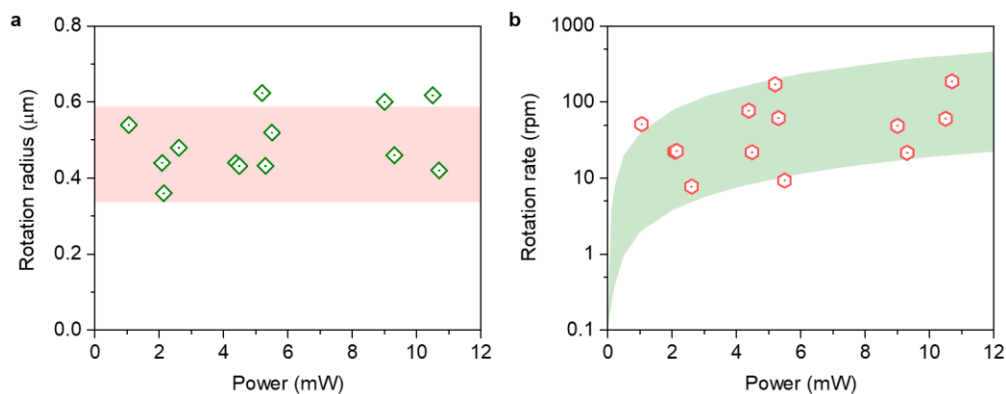 a
0.8
0.6
0.4
0.2
0.0
Rotation radius (μm)
0 2 4 6 8 10 12
Power (mW)
b
1000
100
10
1
0.1
Rotation rate (rpm)
0 2 4 6 8 10 12
Power (mW)